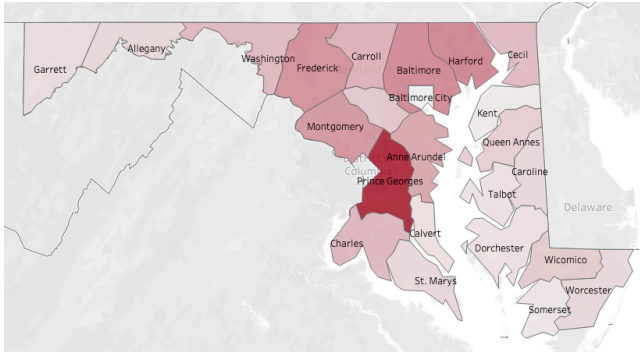 Garrett
Allegany
Washington
Frederick
Carroll
Baltimore
Harford
Cecil
Baltimore City
Kent
Montgomery
Anne Arundel
Queen Annes
Caroline
Prince Georges
Talbot
Delaware
Charles
Calvert
Dorchester
St. Marys
Wicomico
Worcester
Somerset